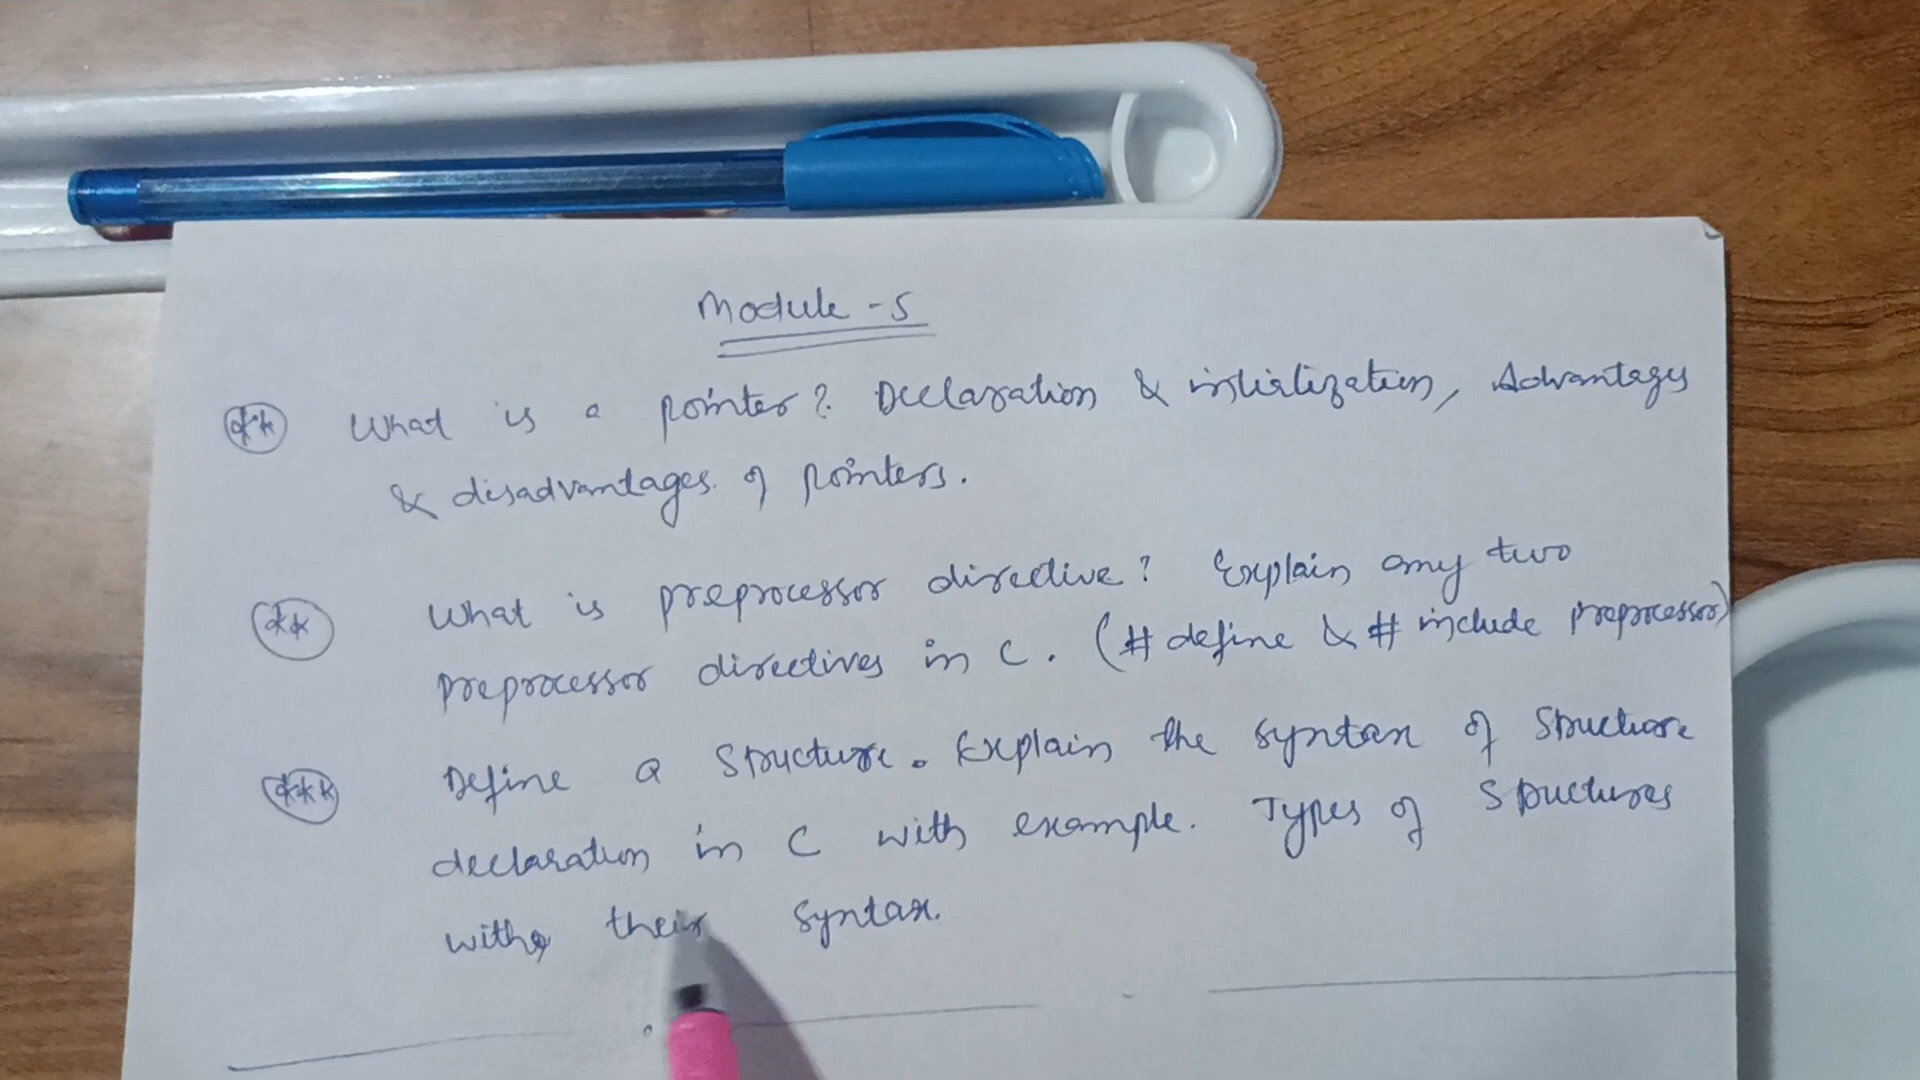 Module - 5
** What is a pointer? Declaration & initialization, Advantages
& disadvantages of pointers.
** What is preprocessor directive? Explain any two
preprocessor directives in C. (# define & # include preprocessor)
*** Define a structure. Explain the syntax of structure
declaration in C with example. Types of structures
with their syntax.